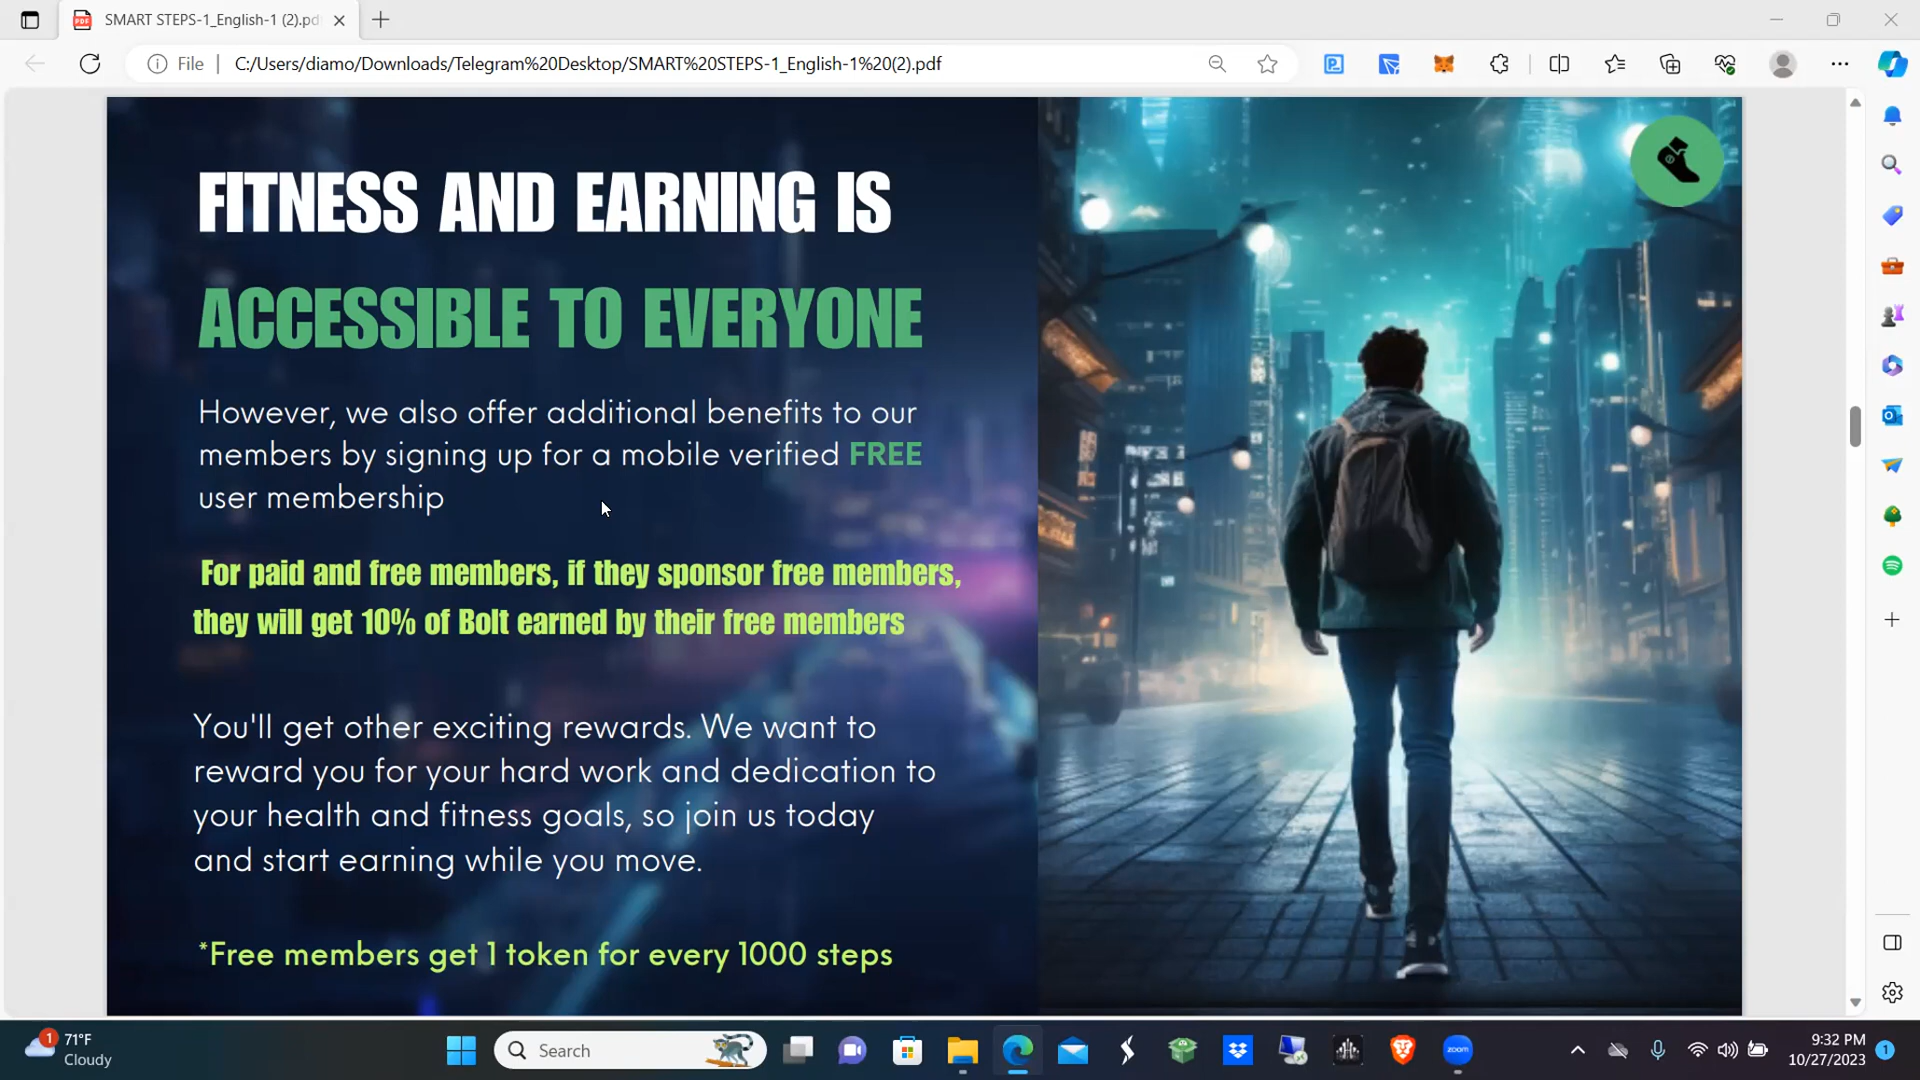 SMART STEPS-1_English-1 (2).pd
File
C:/Users/diamo/Downloads/Telegram%20Desktop/SMART%20STEPS-1_English-1%20(2).pdf
FITNESS AND EARNING IS
ACCESSIBLE TO EVERYONE
However, we also offer additional benefits to our
members by signing up for a mobile verified FREE
user membership
For paid and free members, if they sponsor free members,
they will get 10% of Bolt earned by their free members
You'll get other exciting rewards. We want to
reward you for your hard work and dedication to
your health and fitness goals, so join us today
and start earning while you move.
*Free members get 1 token for every 1000 steps
1
71°F
Cloudy
Search
zoom
9:32 PM
10/27/2023
1